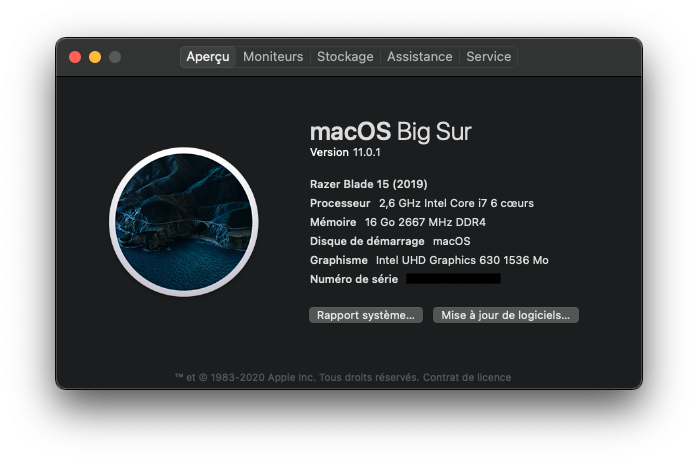 Aperçu Moniteurs Stockage Assistance Service
macOS Big Sur
Version 11.0.1
Razer Blade 15 (2019)
Processeur 2,6 GHz Intel Core i7 6 cœurs
Mémoire 16 Go 2667 MHz DDR4
Disque de démarrage macOS
Graphisme Intel UHD Graphics 630 1536 Mo
Numéro de série
Rapport système... Mise à jour de logiciels...
™ et © 1983-2020 Apple Inc. Tous droits réservés. Contrat de licence